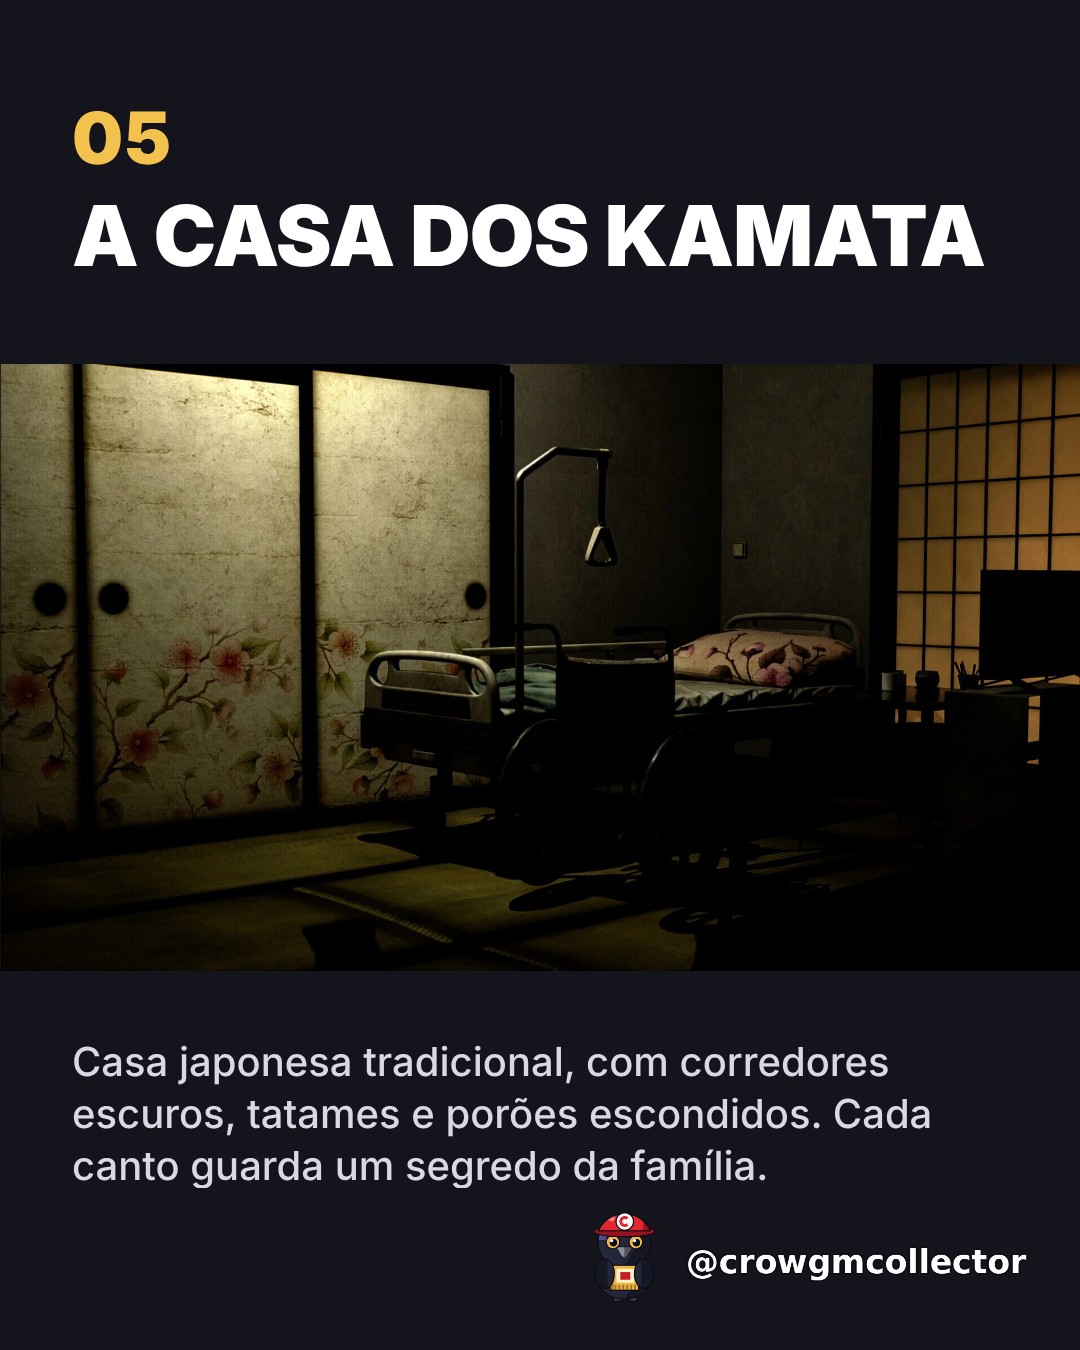 05
A CASA DOS KAMATA
Casa japonesa tradicional, com corredores
escuros, tatames e porões escondidos. Cada
canto guarda um segredo da família.
C
@crowgmcollector